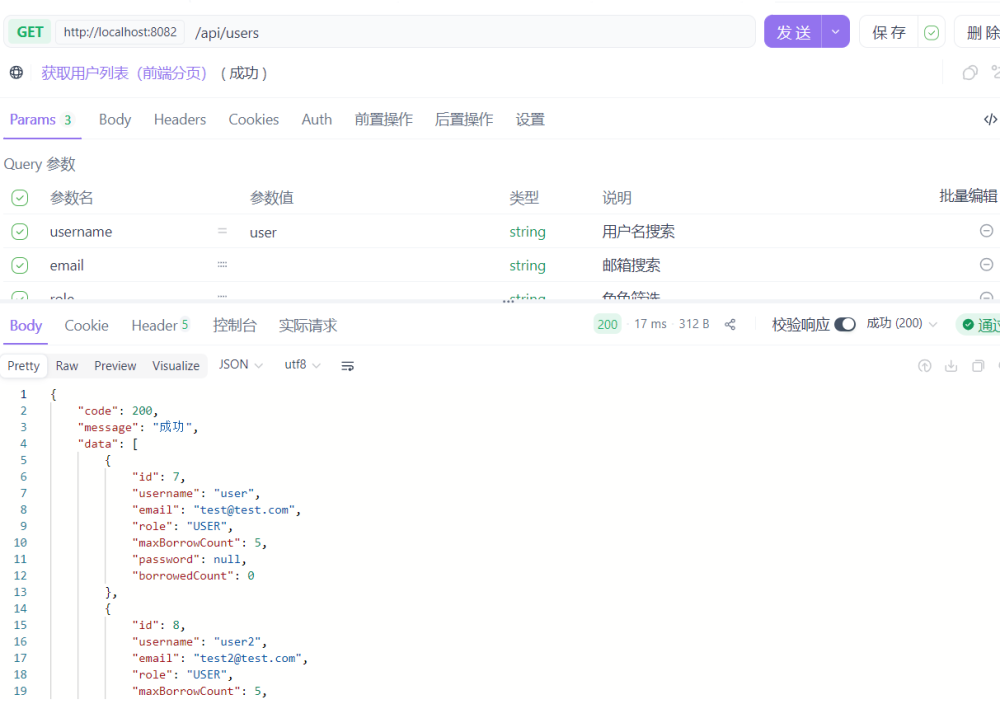 GET http://localhost:8082 /api/users 发送 保存 删除
获取用户列表（前端分页） （成功）
Params 3 Body Headers Cookies Auth 前置操作 后置操作 设置 </>
Query 参数
参数名 参数值 类型 说明 批量编辑
username = user string 用户名搜索
email string 邮箱搜索
role string 角色筛选
Body Cookie Header 5 控制台 实际请求 200 17 ms 312 B 校验响应 成功 (200) 通过
Pretty Raw Preview Visualize JSON utf8
1 {
2 "code": 200,
3 "message": "成功",
4 "data": [
5 {
6 "id": 7,
7 "username": "user",
8 "email": "test@test.com",
9 "role": "USER",
10 "maxBorrowCount": 5,
11 "password": null,
12 "borrowedCount": 0
13 },
14 {
15 "id": 8,
16 "username": "user2",
17 "email": "test2@test.com",
18 "role": "USER",
19 "maxBorrowCount": 5,